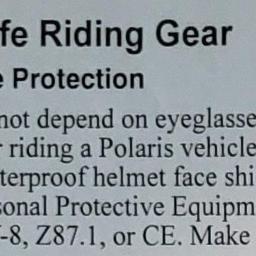 fe Riding Gear
e Protection
not depend on eyeglasse
r riding a Polaris vehicle
terproof helmet face shi
sonal Protective Equipm
-8, Z87.1, or CE. Make